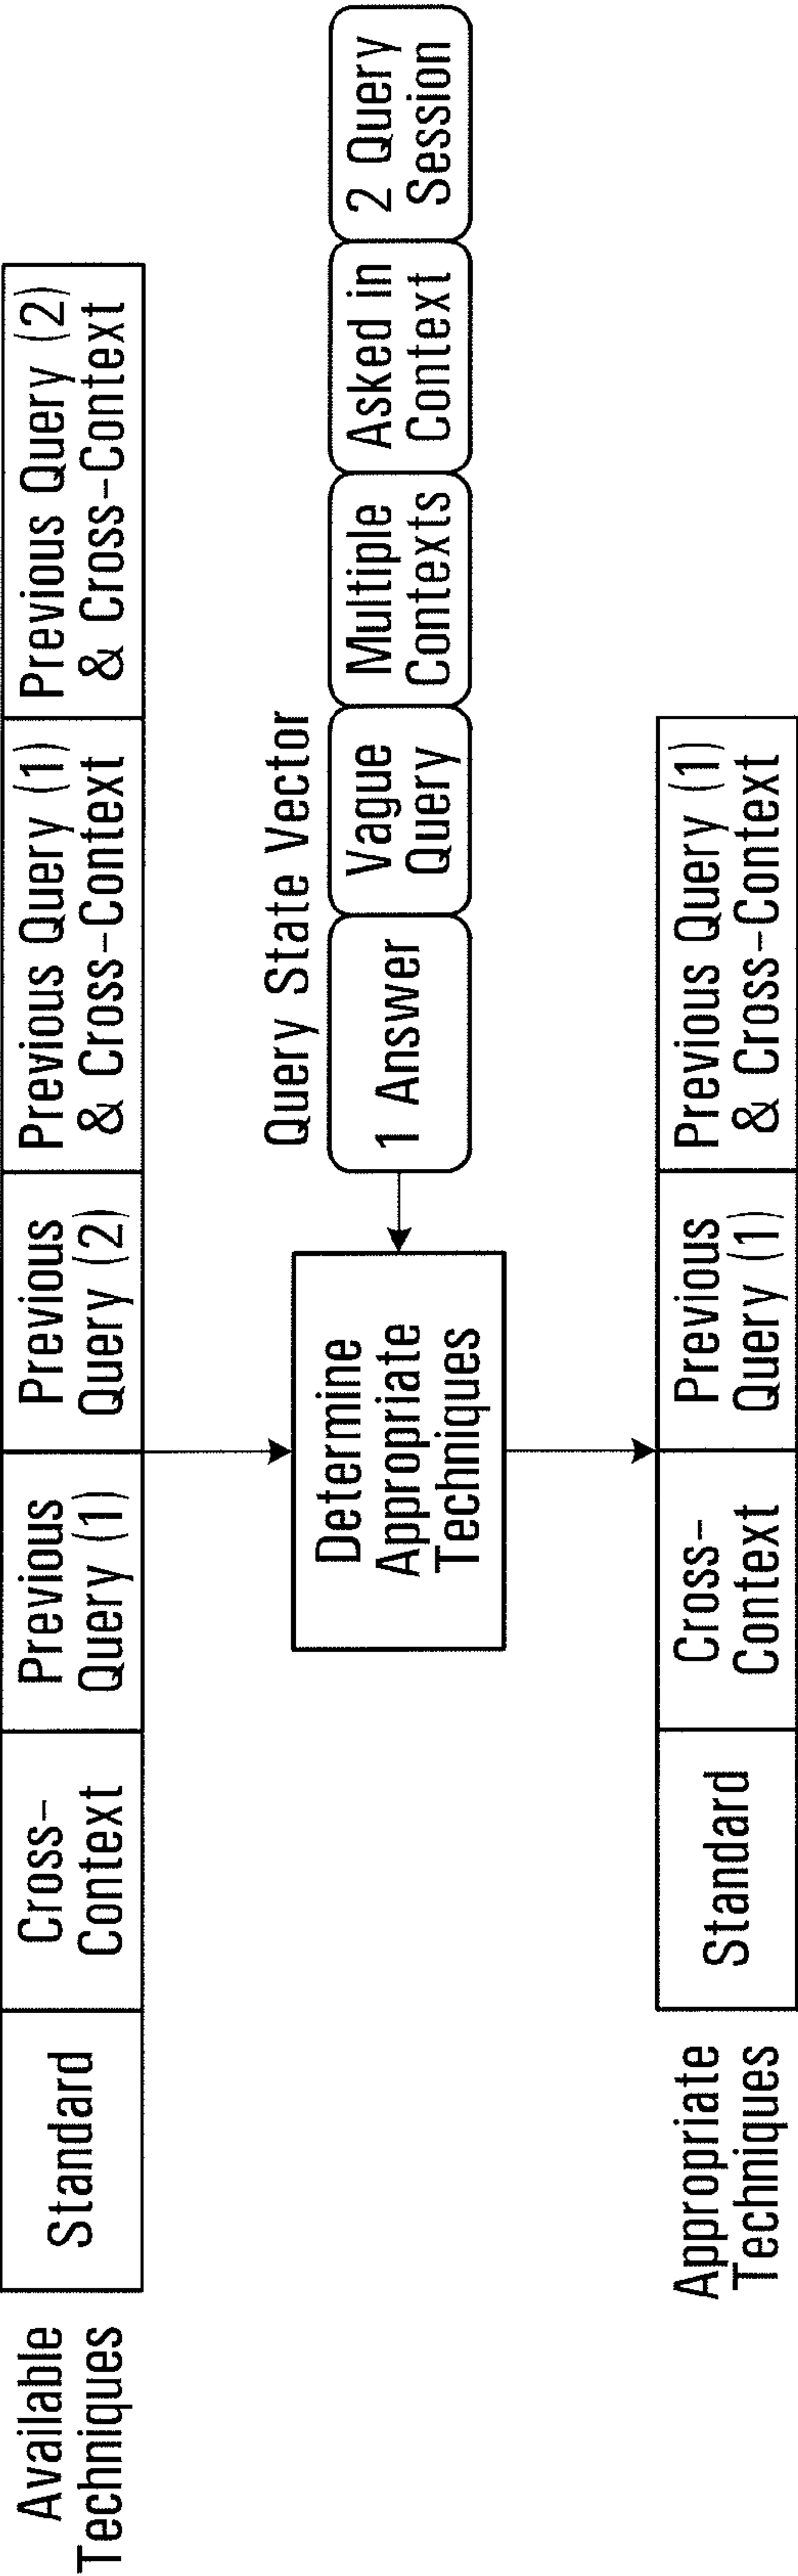 Available
Techniques
Standard
Cross-
Context
Previous
Query (1)
Previous
Query (2)
Previous Query (1)
& Cross-Context
Previous Query (2)
& Cross-Context
Query State Vector
Determine
Appropriate
Techniques
1 Answer
Vague
Query
Multiple
Contexts
Asked in
Context
2 Query
Session
Appropriate
Techniques
Standard
Cross-
Context
Previous
Query (1)
Previous Query (1)
& Cross-Context